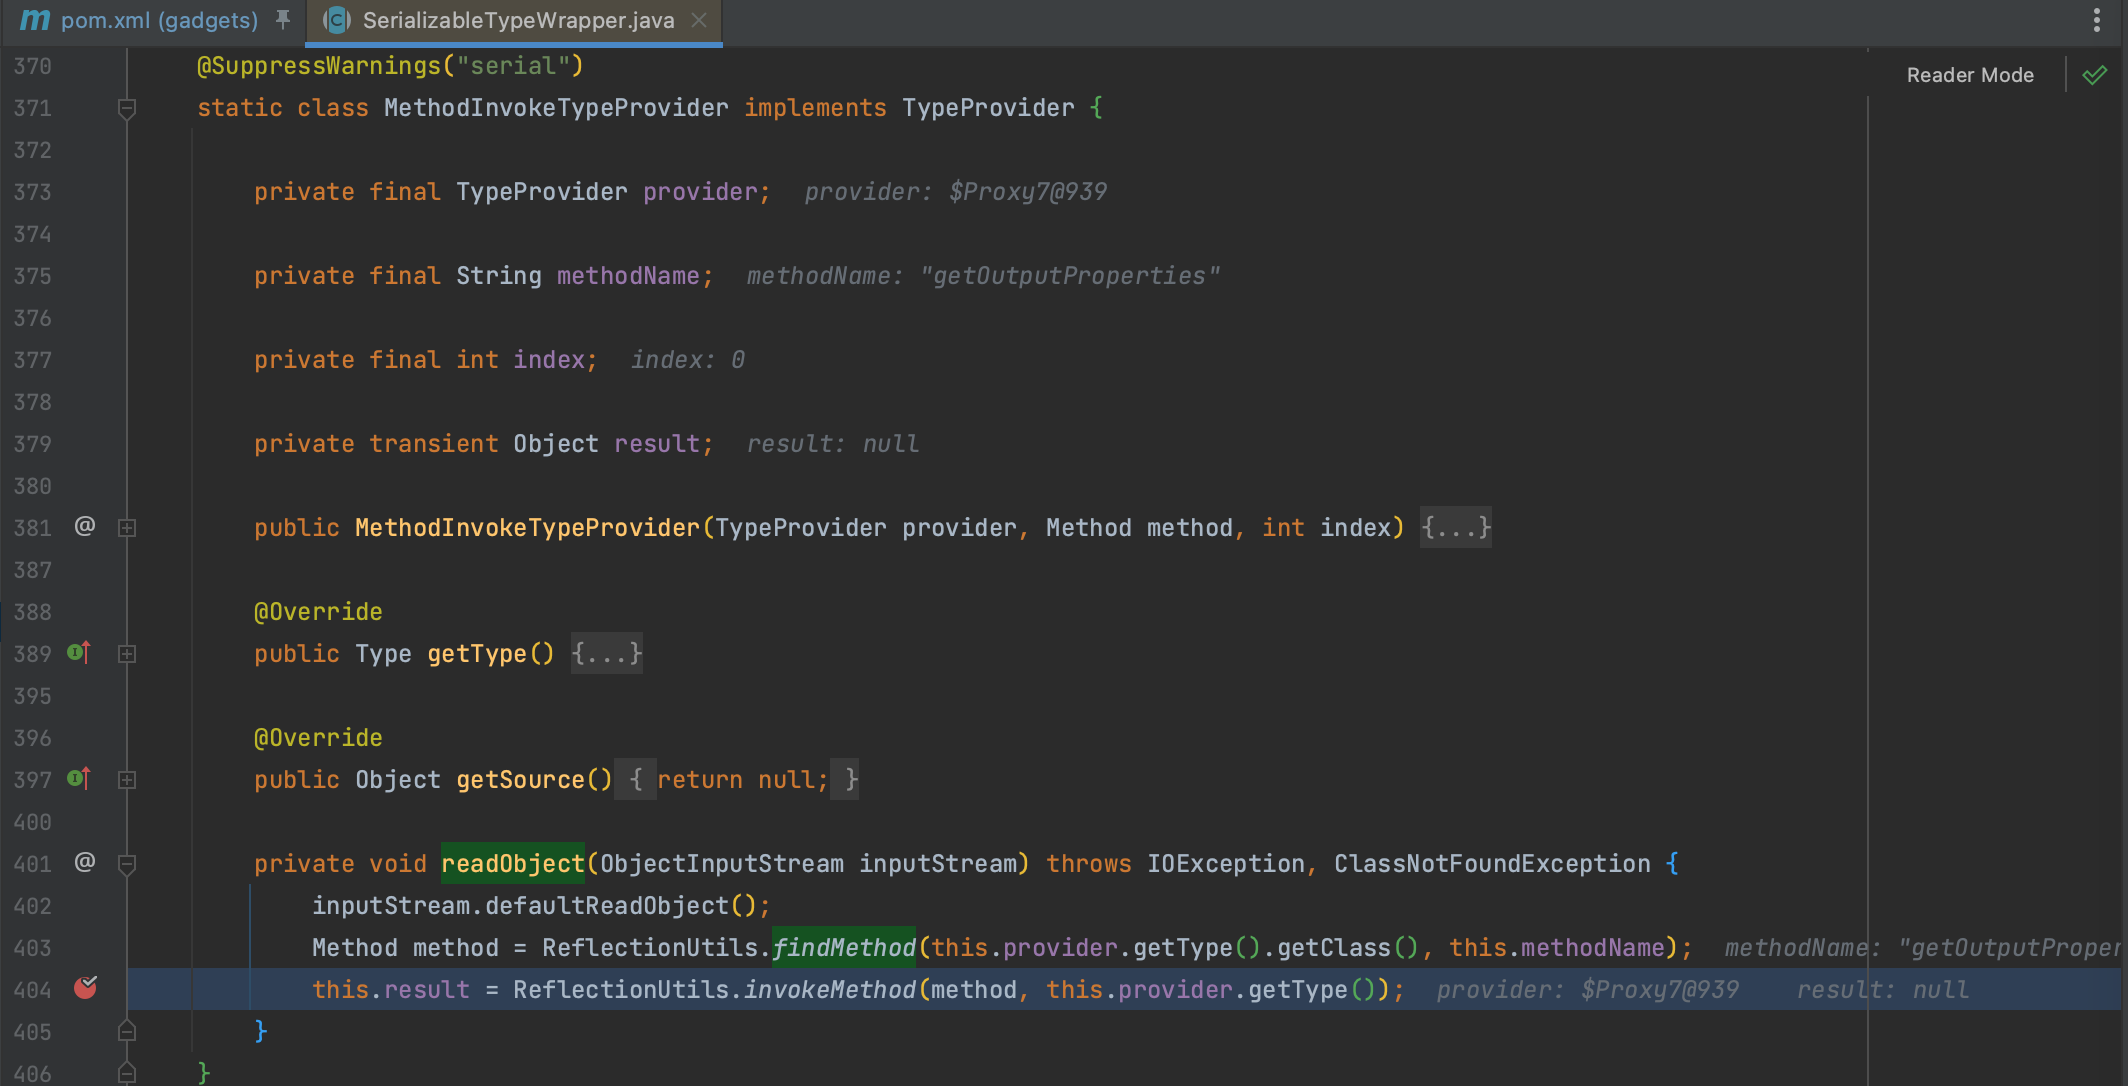 m pom.xml (gadgets) C SerializableTypeWrapper.java
Reader Mode
370 @SuppressWarnings("serial")
371 static class MethodInvokeTypeProvider implements TypeProvider {
372
373 private final TypeProvider provider; provider: $Proxy7@939
374
375 private final String methodName; methodName: "getOutputProperties"
376
377 private final int index; index: 0
378
379 private transient Object result; result: null
380
381 @ public MethodInvokeTypeProvider(TypeProvider provider, Method method, int index) {...}
387
388 @Override
389 public Type getType() {...}
395
396 @Override
397 public Object getSource() { return null; }
400
401 @ private void readObject(ObjectInputStream inputStream) throws IOException, ClassNotFoundException {
402 inputStream.defaultReadObject();
403 Method method = ReflectionUtils.findMethod(this.provider.getType().getClass(), this.methodName); methodName: "getOutputProper
404 this.result = ReflectionUtils.invokeMethod(method, this.provider.getType()); provider: $Proxy7@939 result: null
405 }
406 }